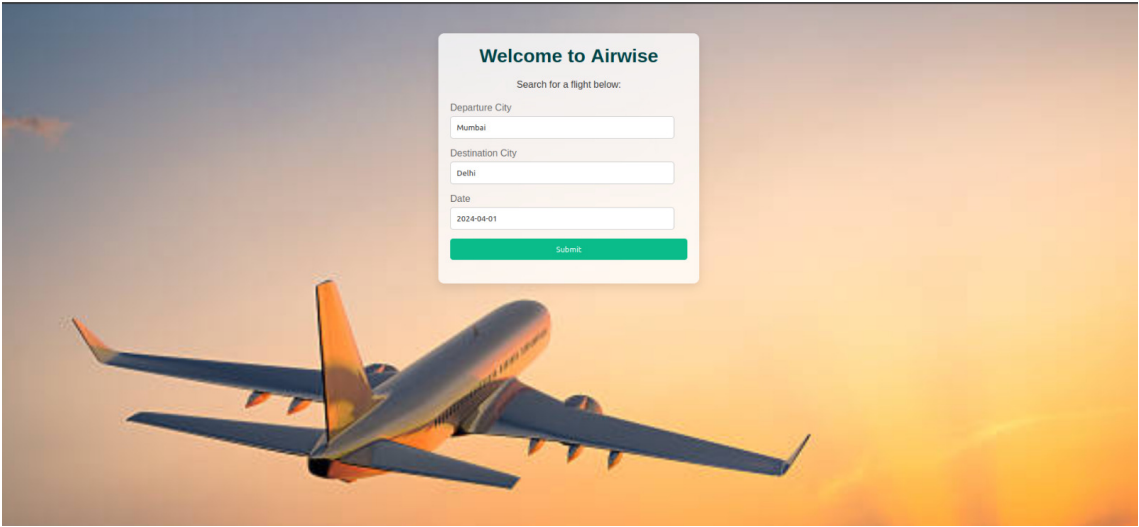 Welcome to Airwise
Search for a flight below:
Departure City
Mumbai
Destination City
Delhi
Date
2024-04-01
Submit